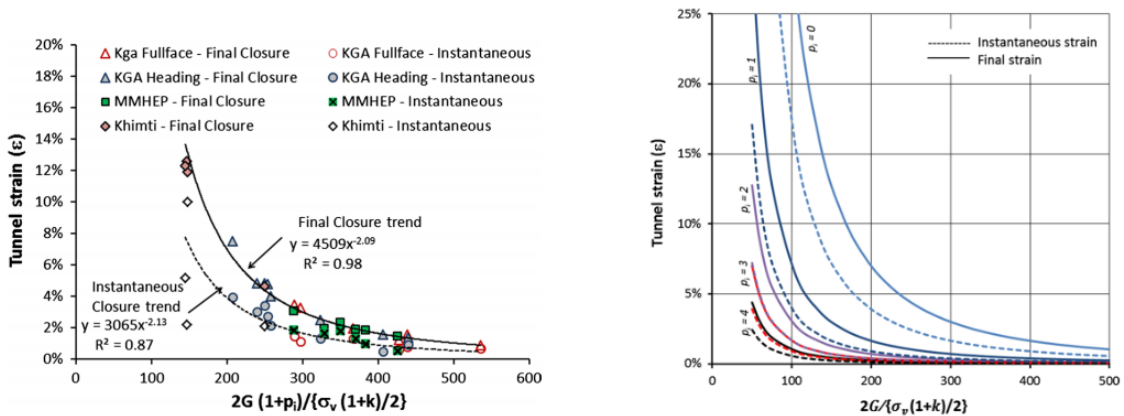 20%
18%
16%
14%
12%
10%
8%
6%
4%
2%
0%
Tunnel strain (ε)
Kga Fullface - Final Closure
KGA Fullface - Instantaneous
KGA Heading - Final Closure
KGA Heading - Instantaneous
MMHEP - Final Closure
MMHEP - Instantaneous
Khimti - Final Closure
Khimti - Instantaneous
Final Closure trend
y = 4509x^-2.09
R² = 0.98
Instantaneous
Closure trend
y = 3065x^-2.13
R² = 0.87
0 100 200 300 400 500 600
2G (1+pᵢ)/{σᵥ (1+k)/2}
25%
20%
15%
10%
5%
0%
Tunnel strain (ε)
pᵢ = 0
pᵢ = 1
pᵢ = 2
pᵢ = 3
pᵢ = 4
Instantaneous strain
Final strain
0 100 200 300 400 500
2G/{σᵥ (1+k)/2}